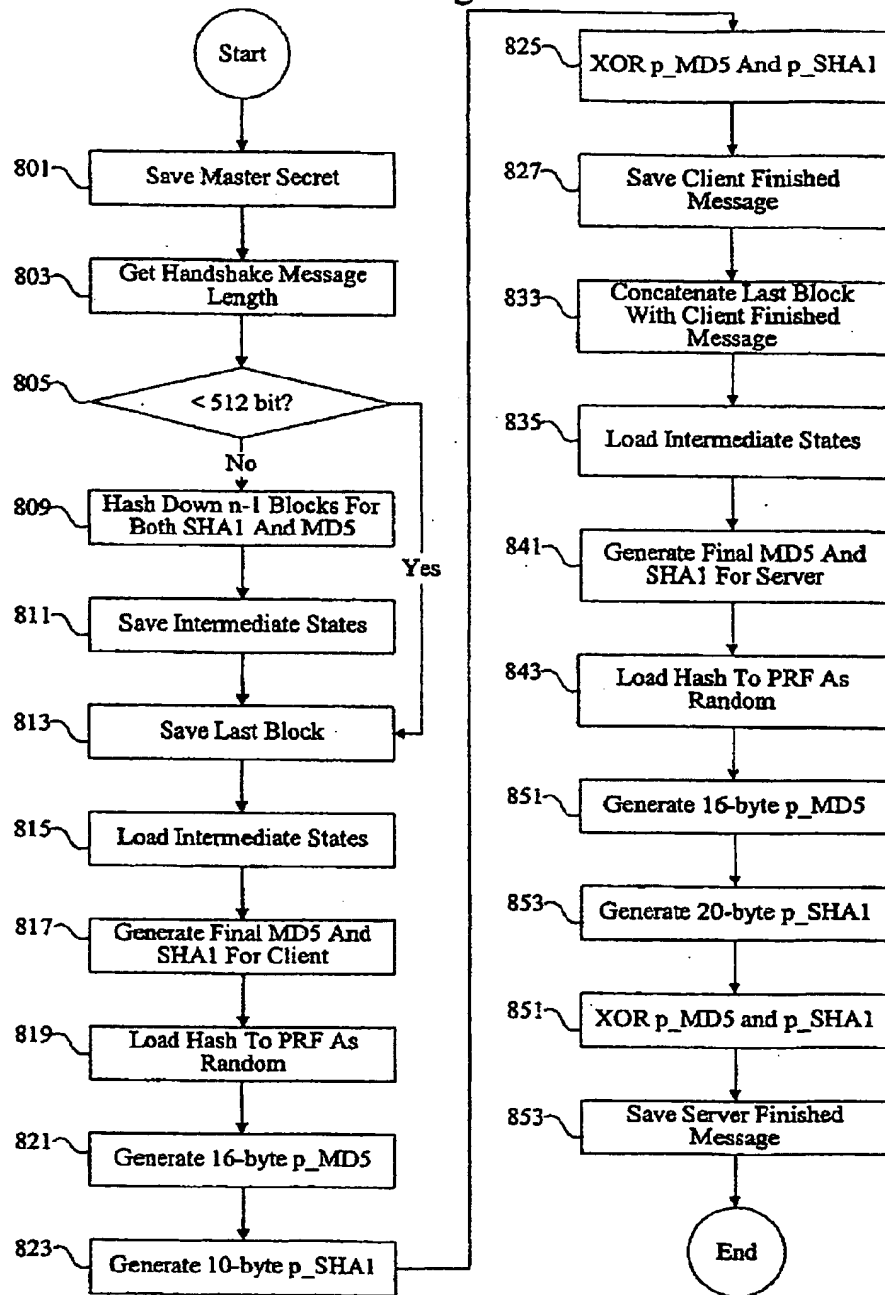 Start
801
Save Master Secret
803
Get Handshake Message
Length
805
< 512 bit?
No
Yes
809
Hash Down n-1 Blocks For
Both SHA1 And MD5
811
Save Intermediate States
813
Save Last Block
815
Load Intermediate States
817
Generate Final MD5 And
SHA1 For Client
819
Load Hash To PRF As
Random
821
Generate 16-byte p_MD5
823
Generate 10-byte p_SHA1
825
XOR p_MD5 And p_SHA1
827
Save Client Finished
Message
833
Concatenate Last Block
With Client Finished
Message
835
Load Intermediate States
841
Generate Final MD5 And
SHA1 For Server
843
Load Hash To PRF As
Random
851
Generate 16-byte p_MD5
853
Generate 20-byte p_SHA1
851
XOR p_MD5 and p_SHA1
853
Save Server Finished
Message
End